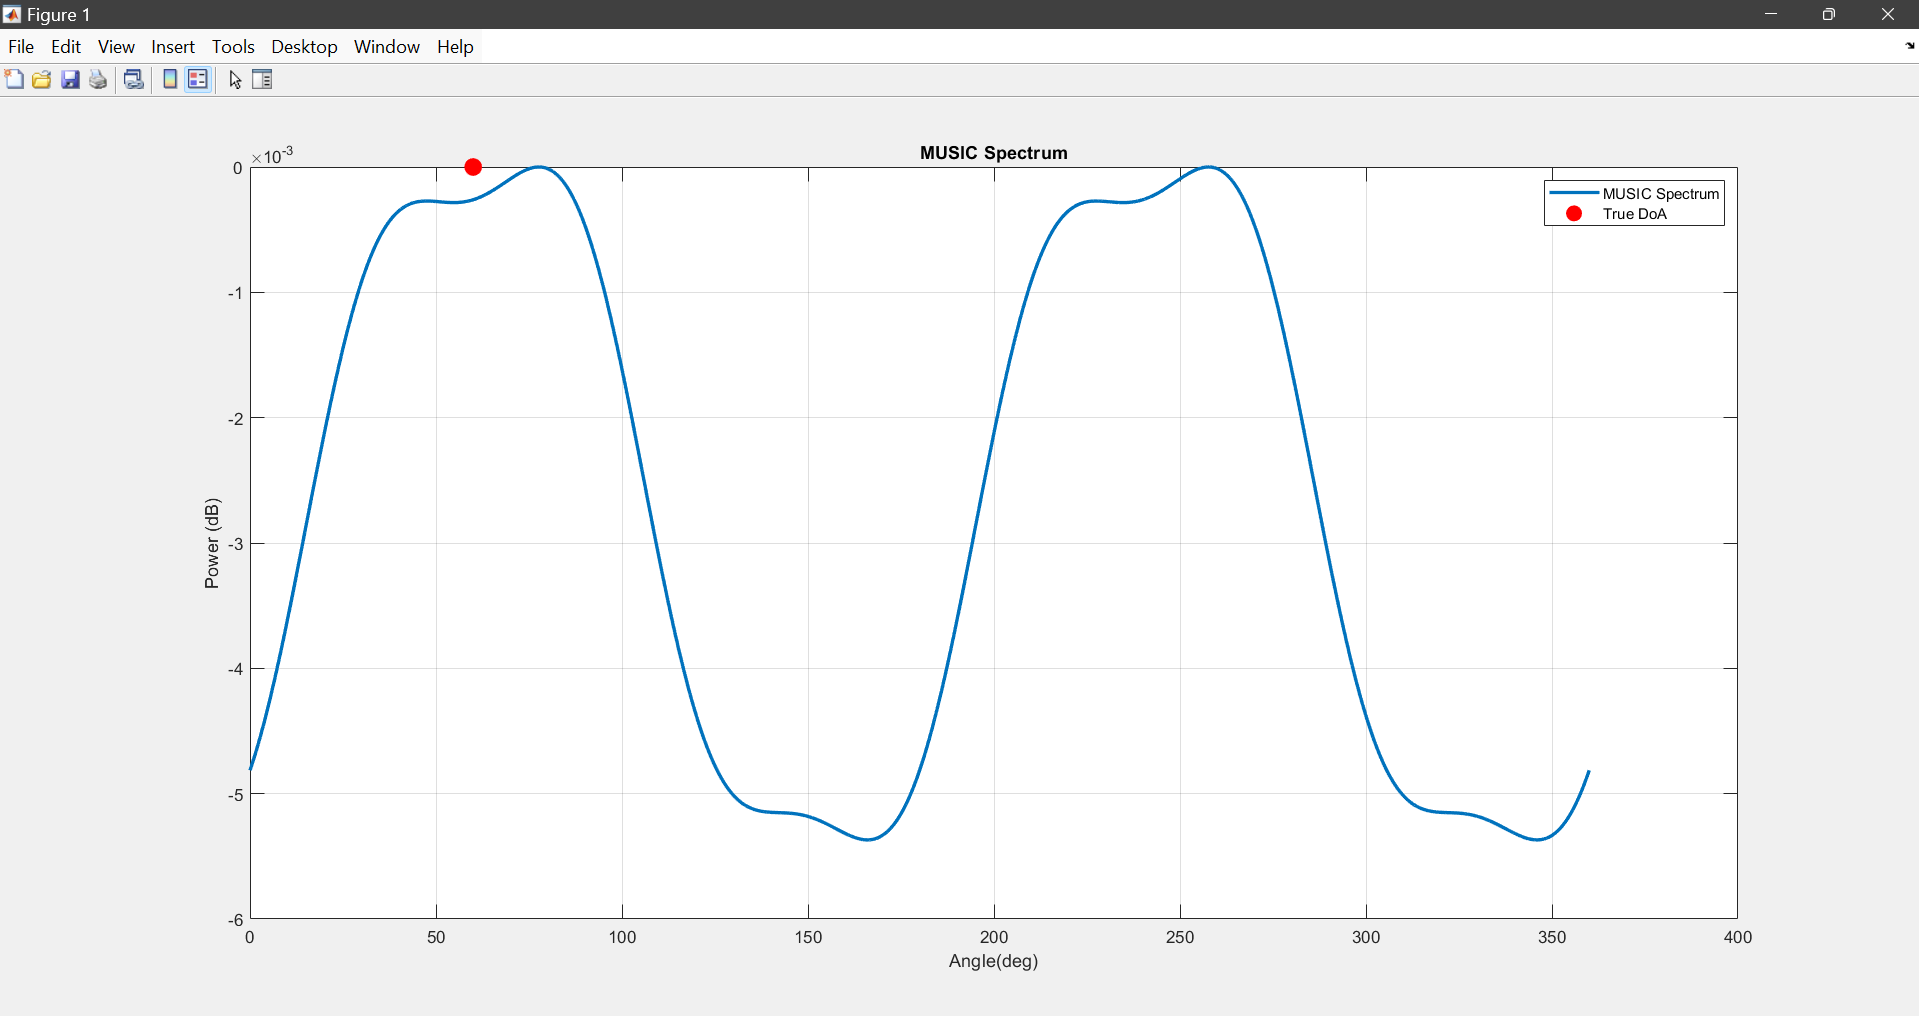 Figure 1
File Edit View Insert Tools Desktop Window Help
MUSIC Spectrum
×10-3
0
-1
-2
-3
-4
-5
-6
Power (dB)
MUSIC Spectrum
True DoA
0 50 100 150 200 250 300 350 400
Angle(deg)